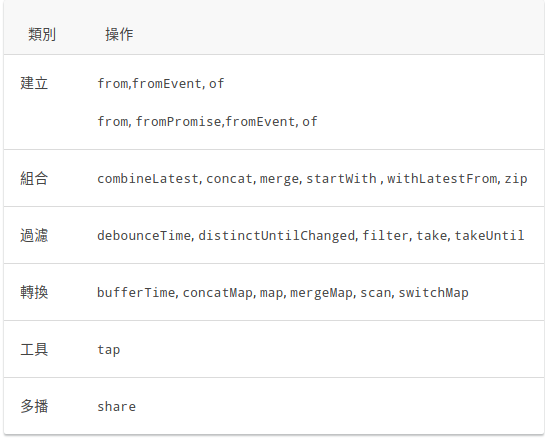 類別 操作
建立 from,fromEvent, of
from, fromPromise,fromEvent, of
組合 combineLatest, concat, merge, startWith , withLatestFrom, zip
過濾 debounceTime, distinctUntilChanged, filter, take, takeUntil
轉換 bufferTime, concatMap, map, mergeMap, scan, switchMap
工具 tap
多播 share